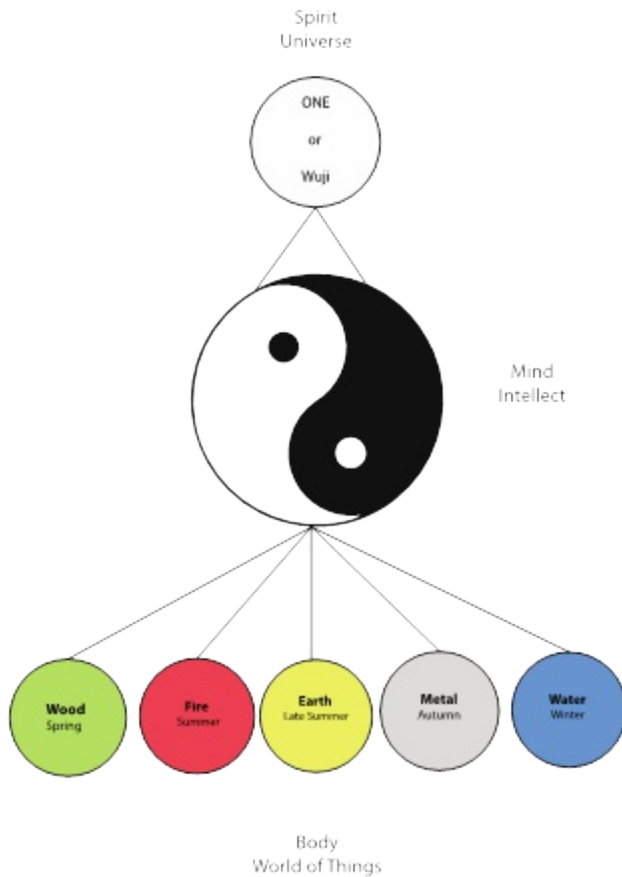 Spirit
Universe
ONE
or
Wuji
Mind
Intellect
Wood
Spring
Fire
Summer
Earth
Late Summer
Metal
Autumn
Water
Winter
Body
World of Things